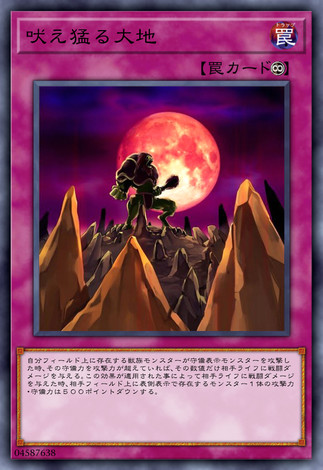 吠え猛る大地
トラップ
罠
【罠カード】
自分フィールド上に存在する獣族モンスターが守備表示モンスターを攻撃し
た時、その守備力を攻撃力が超えていれば、その数値だけ相手ライフに戦闘ダ
メージを与える。この効果が適用された事によって相手ライフに戦闘ダメージ
を与えた時、相手フィールド上に表側表示で存在するモンスター１体の攻撃力
・守備力は５００ポイントダウンする。
04587638